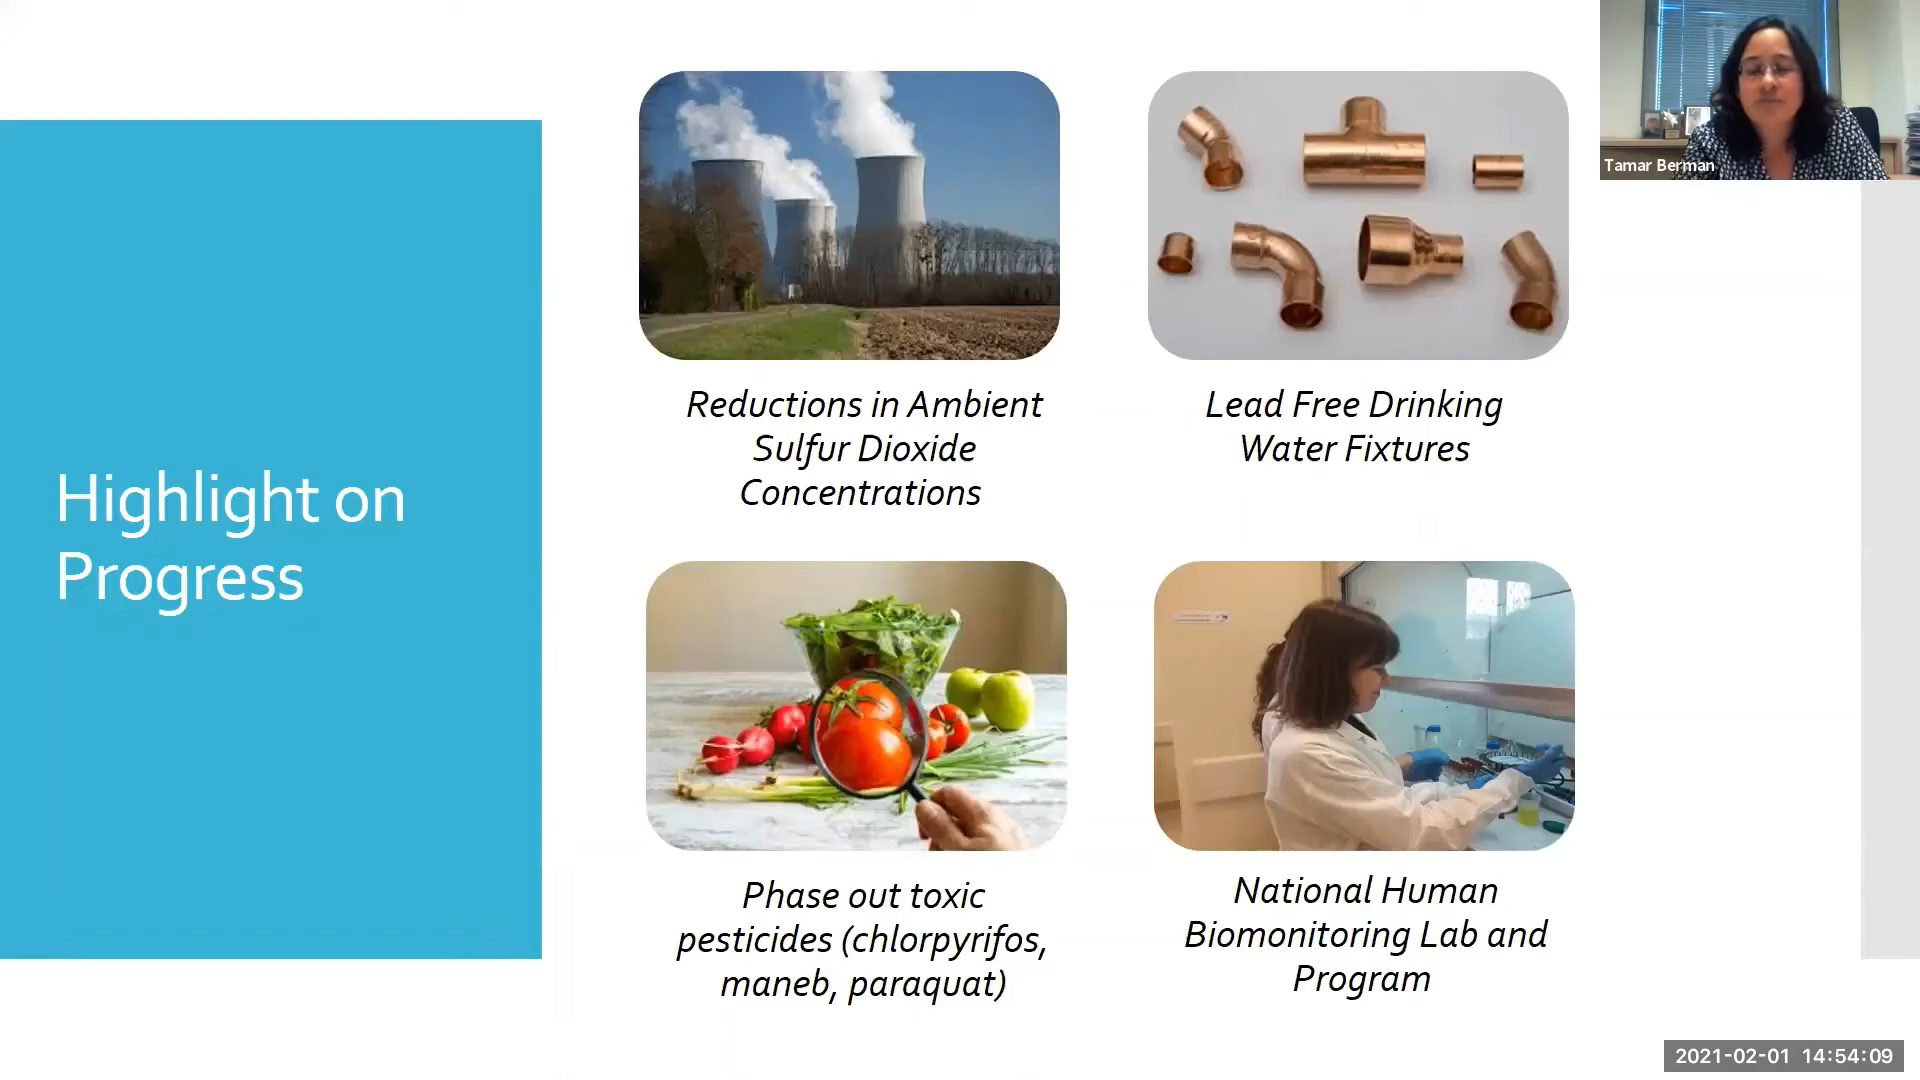 Highlight on
Progress
Reductions in Ambient
Sulfur Dioxide
Concentrations
Lead Free Drinking
Water Fixtures
Phase out toxic
pesticides (chlorpyrifos,
maneb, paraquat)
National Human
Biomonitoring Lab and
Program
Tamar Berman
2021-02-01 14:54:09